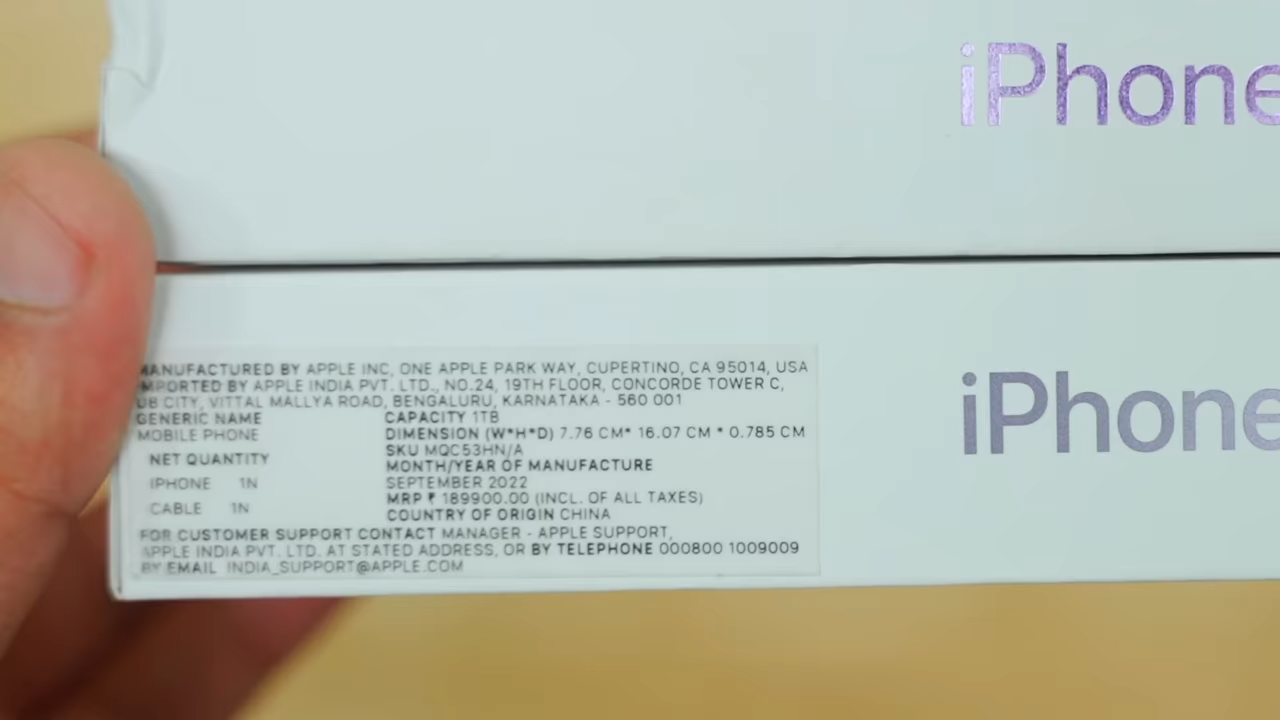 iPhone
MANUFACTURED BY APPLE INC, ONE APPLE PARK WAY, CUPERTINO, CA 95014, USA
IMPORTED BY APPLE INDIA PVT. LTD., NO.24, 19TH FLOOR, CONCORDE TOWER C,
UB CITY, VITTAL MALLYA ROAD, BENGALURU, KARNATAKA - 560 001
GENERIC NAME
MOBILE PHONE
NET QUANTITY
IPHONE 1N
CABLE 1N
CAPACITY 1TB
DIMENSION (W*H*D) 7.76 CM* 16.07 CM * 0.785 CM
SKU MQC53HN/A
MONTH/YEAR OF MANUFACTURE
SEPTEMBER 2022
MRP ₹ 189900.00 (INCL. OF ALL TAXES)
COUNTRY OF ORIGIN CHINA
FOR CUSTOMER SUPPORT CONTACT MANAGER - APPLE SUPPORT,
APPLE INDIA PVT. LTD. AT STATED ADDRESS, OR BY TELEPHONE 000800 1009009
BY EMAIL INDIA_SUPPORT@APPLE.COM
iPhone